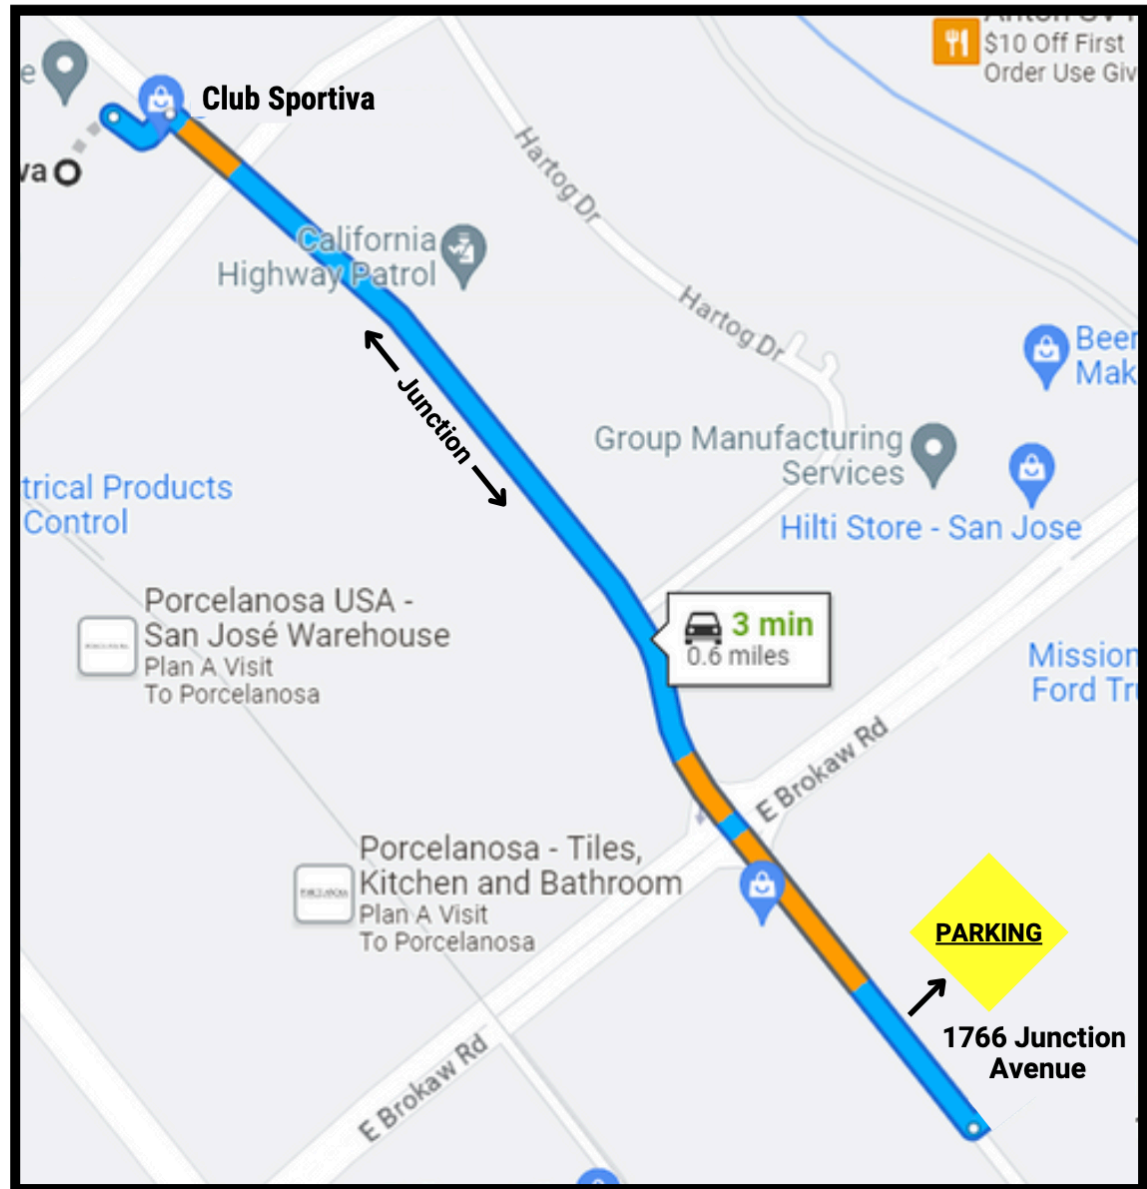 $10 Off First
Order Use Giv
e
Club Sportiva
va
Hartog Dr
California
Highway Patrol
Hartog Dr
Beer
Mak
Junction
Group Manufacturing
Services
trical Products
Control
Hilti Store - San Jose
Porcelanosa USA -
San José Warehouse
Plan A Visit
To Porcelanosa
3 min
0.6 miles
Mission
Ford Tru
E Brokaw Rd
Porcelanosa - Tiles,
Kitchen and Bathroom
Plan A Visit
To Porcelanosa
PARKING
1766 Junction
Avenue
E Brokaw Rd